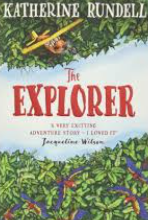 KATHERINE RUNDELL
The
EXPLORER
'A VERY EXCITING
ADVENTURE STORY – I LOVED IT'
Jacqueline Wilson